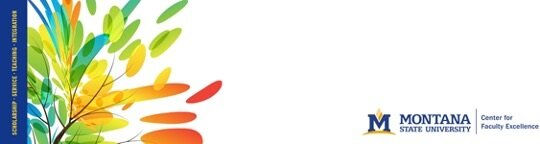 SCHOLARSHIP · SERVICE · TEACHING · INTEGRATION
M MONTANA
STATE UNIVERSITY
Center for
Faculty Excellence